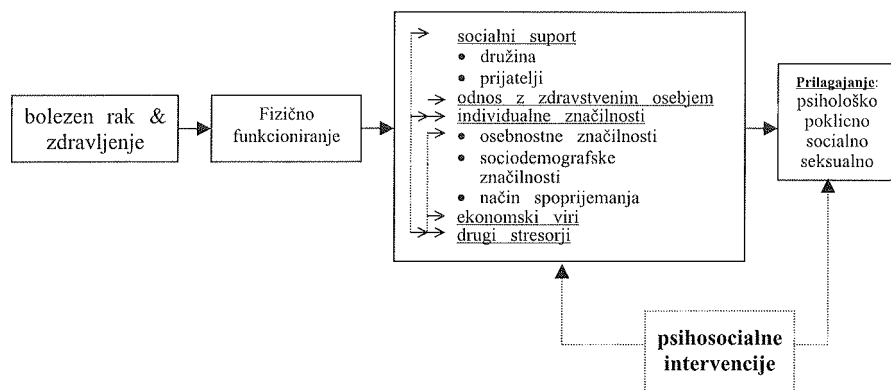 bolezen rak &
zdravljenje
Fizično
funkcioniranje
socialni suport
• družina
• prijatelji
odnos z zdravstvenim osebjem
individualne značilnosti
• osebnostne značilnosti
• sociodemografske
značilnosti
• način spoprijemanja
ekonomski viri
drugi stresorji
Prilagajanje:
psihološko
poklicno
socialno
seksualno
psihosocialne
intervencije